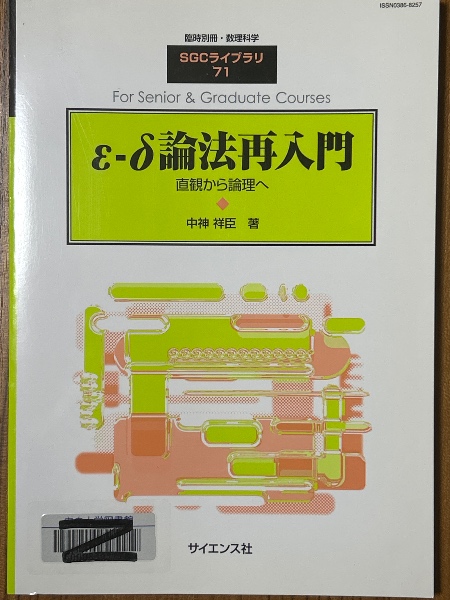 ISSN0386-8257
臨時別冊・数理科学
SGCライブラリ
71
For Senior & Graduate Courses
ε-δ論法再入門
直観から論理へ
中神 祥臣 著
サイエンス社